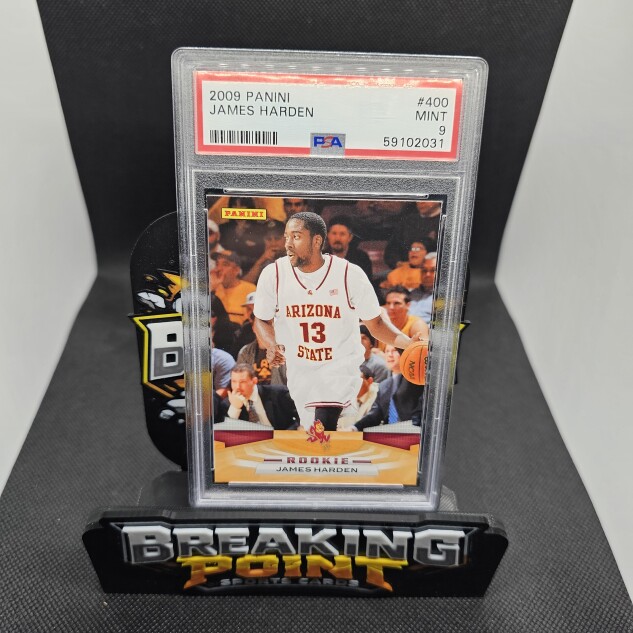 2009 PANINI #400
JAMES HARDEN MINT
9
PSA 59102031
PANINI
ARIZONA
13
STATE
ROOKIE
JAMES HARDEN
BREAKING
POINT
SPORTS CARDS